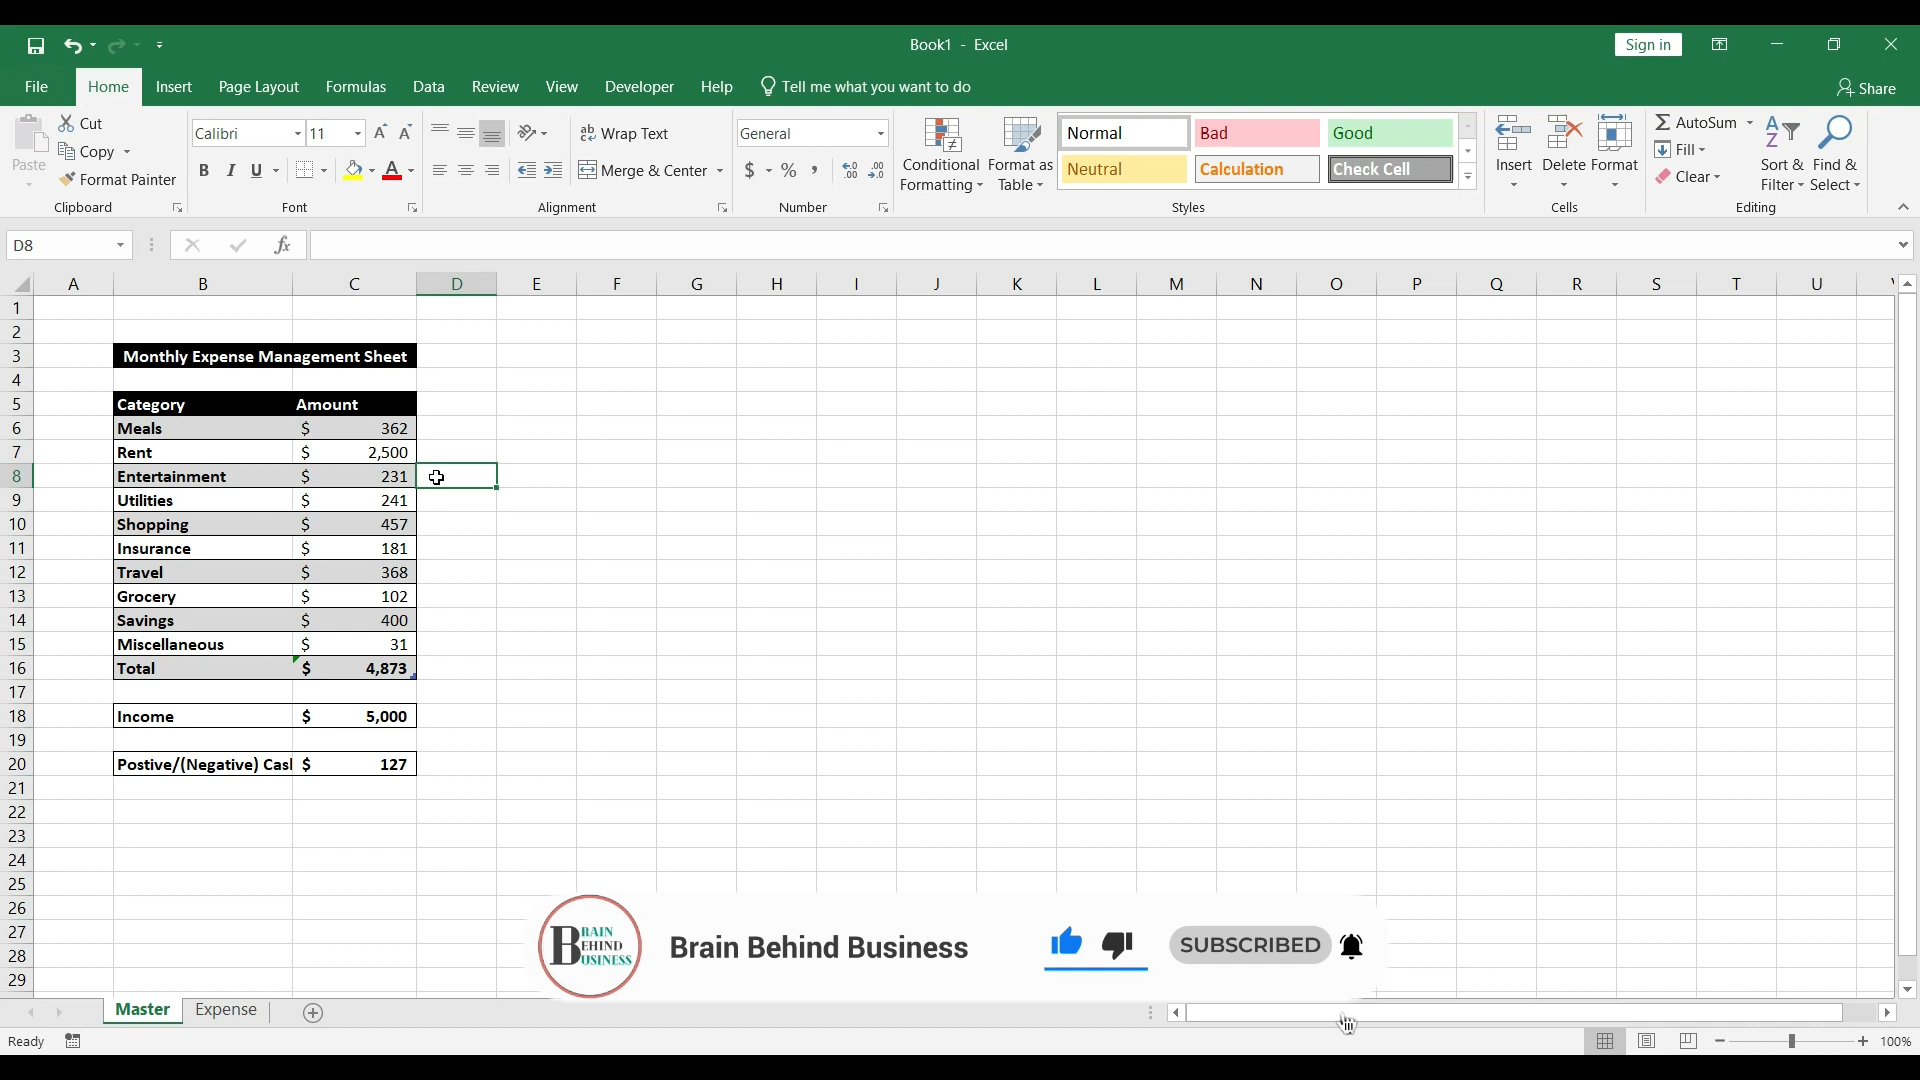 Book1 - Excel
Sign in
File Home Insert Page Layout Formulas Data Review View Developer Help Tell me what you want to do
Share
Paste
Cut
Copy
Format Painter
Clipboard
Calibri 11
B I U
Font
Wrap Text
Merge & Center
Alignment
General
$ %
Number
Conditional Formatting
Format as Table
Normal Bad Good
Neutral Calculation Check Cell
Styles
Insert Delete Format
Cells
AutoSum
Fill
Clear
Sort & Filter
Find & Select
Editing
D8
fx
A B C D E F G H I J K L M N O P Q R S T U
1
2
3 Monthly Expense Management Sheet
4
5 Category Amount
6 Meals $ 362
7 Rent $ 2,500
8 Entertainment $ 231
9 Utilities $ 241
10 Shopping $ 457
11 Insurance $ 181
12 Travel $ 368
13 Grocery $ 102
14 Savings $ 400
15 Miscellaneous $ 31
16 Total $ 4,873
17
18 Income $ 5,000
19
20 Postive/(Negative) Cas $ 127
21
22
23
24
25
26
27
28
29
BRAIN
BEHIND
BUSINESS
Brain Behind Business
SUBSCRIBED
Master Expense
Ready
100%